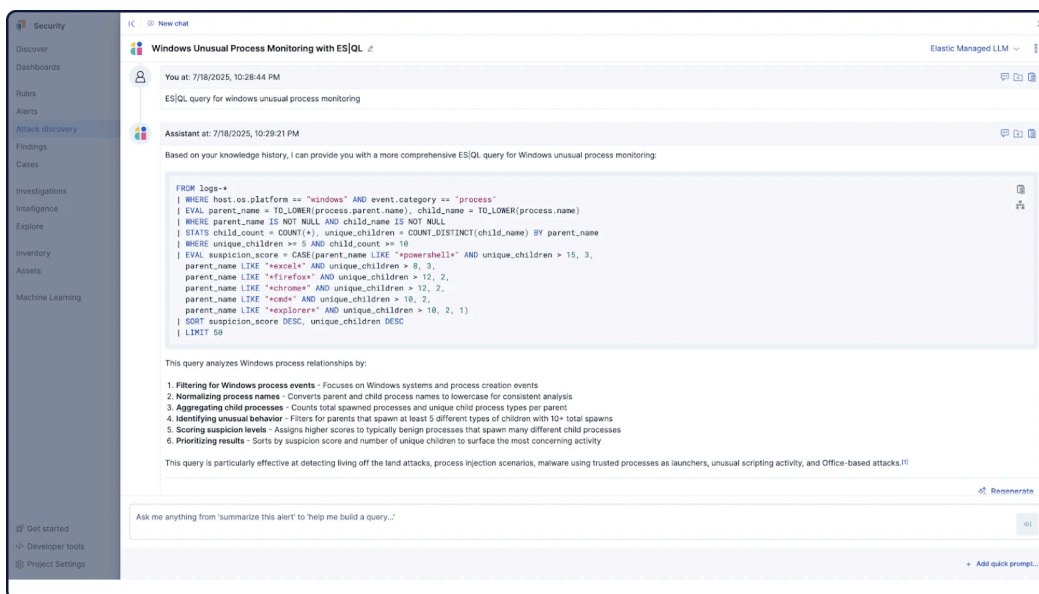 Security
Discover
Dashboards
Rules
Alerts
Attack discovery
Findings
Cases
Investigations
Intelligence
Explore
Inventory
Assets
Machine Learning
Get started
Developer tools
Project Settings
New chat
Windows Unusual Process Monitoring with ES|QL
Elastic Managed LLM
You at: 7/18/2025, 10:28:44 PM
ES|QL query for windows unusual process monitoring
Assistant at: 7/18/2025, 10:29:21 PM
Based on your knowledge history, I can provide you with a more comprehensive ES|QL query for Windows unusual process monitoring:
FROM logs-*
| WHERE host.os.platform == "windows" AND event.category == "process"
| EVAL parent_name = TO_LOWER(process.parent.name), child_name = TO_LOWER(process.name)
| WHERE parent_name IS NOT NULL AND child_name IS NOT NULL
| STATS child_count = COUNT(*), unique_children = COUNT_DISTINCT(child_name) BY parent_name
| WHERE unique_children >= 5 AND child_count >= 10
| EVAL suspicion_score = CASE(parent_name LIKE "*powershell*" AND unique_children > 15, 3,
parent_name LIKE "*excel*" AND unique_children > 8, 3,
parent_name LIKE "*firefox*" AND unique_children > 12, 2,
parent_name LIKE "*chrome*" AND unique_children > 12, 2,
parent_name LIKE "*cmd*" AND unique_children > 10, 2,
parent_name LIKE "*explorer*" AND unique_children > 10, 2, 1)
| SORT suspicion_score DESC, unique_children DESC
| LIMIT 50
This query analyzes Windows process relationships by:
1. Filtering for Windows process events - Focuses on Windows systems and process creation events
2. Normalizing process names - Converts parent and child process names to lowercase for consistent analysis
3. Aggregating child processes - Counts total spawned processes and unique child process types per parent
4. Identifying unusual behavior - Filters for parents that spawn at least 5 different types of children with 10+ total spawns
5. Scoring suspicion levels - Assigns higher scores to typically benign processes that spawn many different child processes
6. Prioritizing results - Sorts by suspicion score and number of unique children to surface the most concerning activity
This query is particularly effective at detecting living off the land attacks, process injection scenarios, malware using trusted processes as launchers, unusual scripting activity, and Office-based attacks.[1]
Regenerate
Ask me anything from 'summarize this alert' to 'help me build a query...'
+ Add quick prompt...